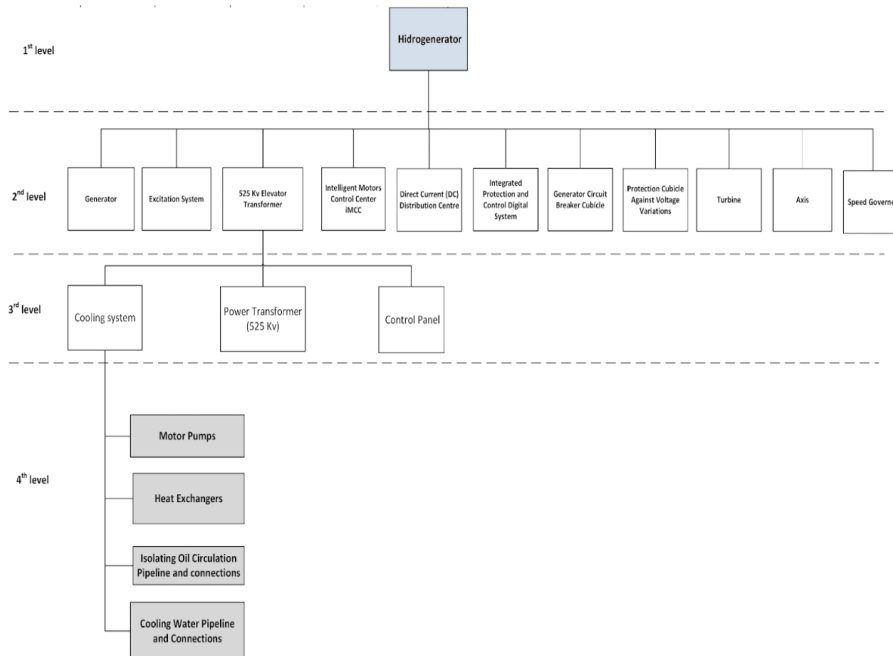 Hidrogenerator
1st level
2nd level
Generator
Excitation System
525 Kv Elevator
Transformer
Intelligent Motors
Control Center
iMCC
Direct Current (DC)
Distribution Centre
Integrated
Protection and
Control Digital
System
Generator Circuit
Breaker Cubicle
Protection Cubicle
Against Voltage
Variations
Turbine
Axis
Speed Governo
3rd level
Cooling system
Power Transformer
(525 Kv)
Control Panel
4th level
Motor Pumps
Heat Exchangers
Isolating Oil Circulation
Pipeline and connections
Cooling Water Pipeline
and Connections